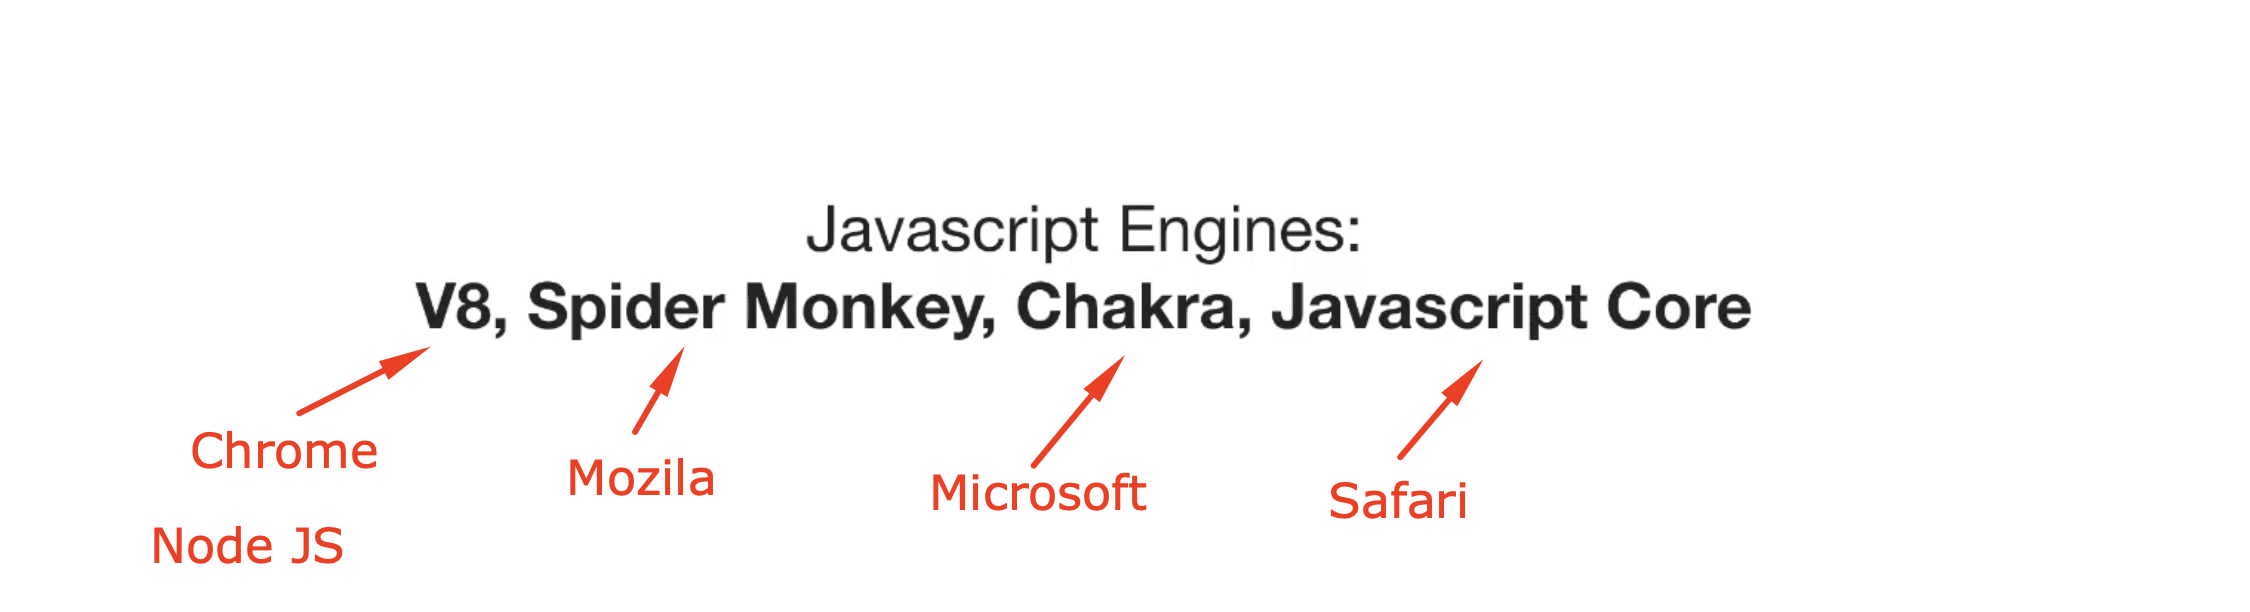 Javascript Engines:
V8, Spider Monkey, Chakra, Javascript Core
Chrome
Mozila
Microsoft
Safari
Node JS